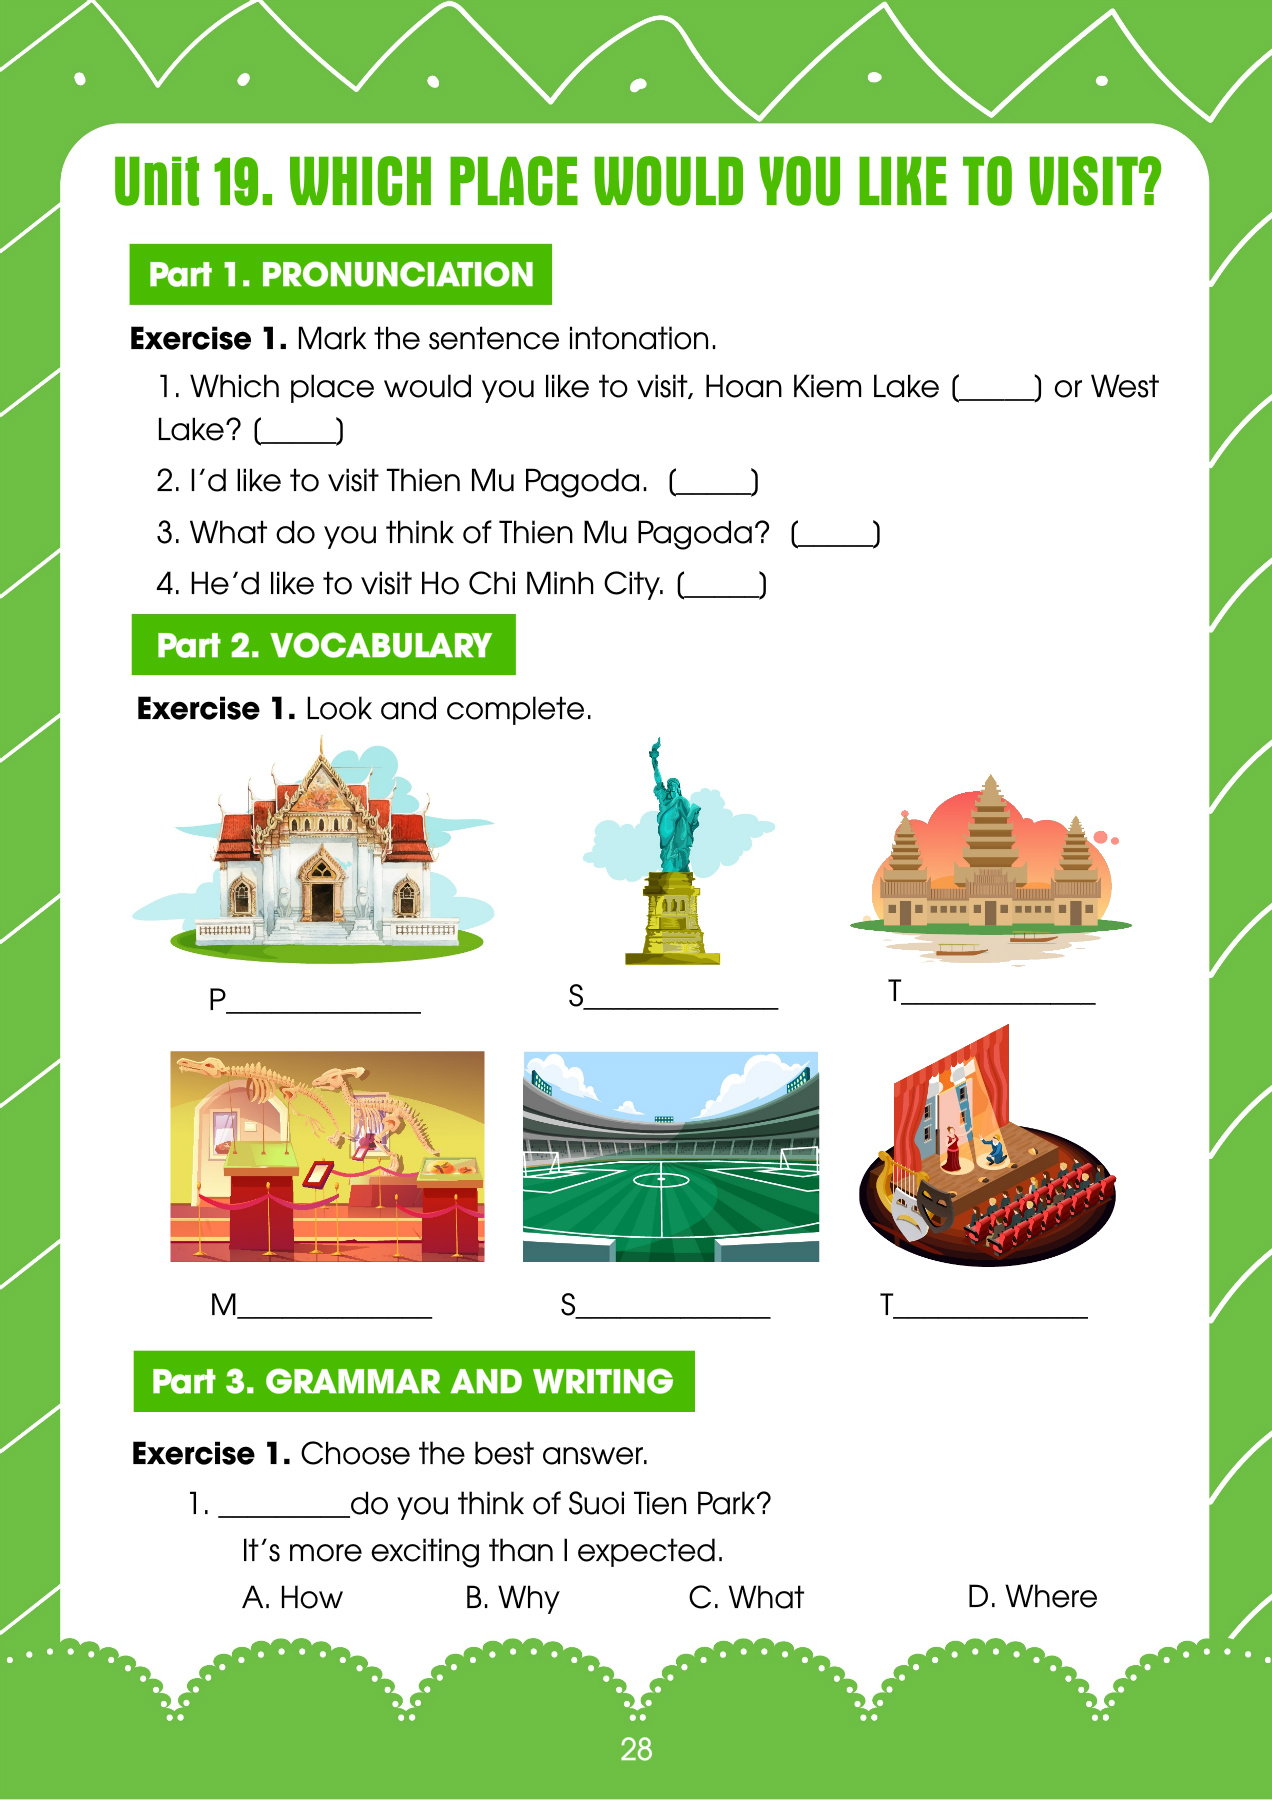 Unit 19. WHICH PLACE WOULD YOU LIKE TO VISIT?
Part 1. PRONUNCIATION
Exercise 1. Mark the sentence intonation.
1. Which place would you like to visit, Hoan Kiem Lake (_____) or West
Lake? (_____)
2. I'd like to visit Thien Mu Pagoda. (_____)
3. What do you think of Thien Mu Pagoda? (_____)
4. He'd like to visit Ho Chi Minh City. (_____)
Part 2. VOCABULARY
Exercise 1. Look and complete.
P_____________ S_____________ T_____________
M_____________ S_____________ T_____________
Part 3. GRAMMAR AND WRITING
Exercise 1. Choose the best answer.
1. _________do you think of Suoi Tien Park?
It's more exciting than I expected.
A. How B. Why C. What D. Where
28